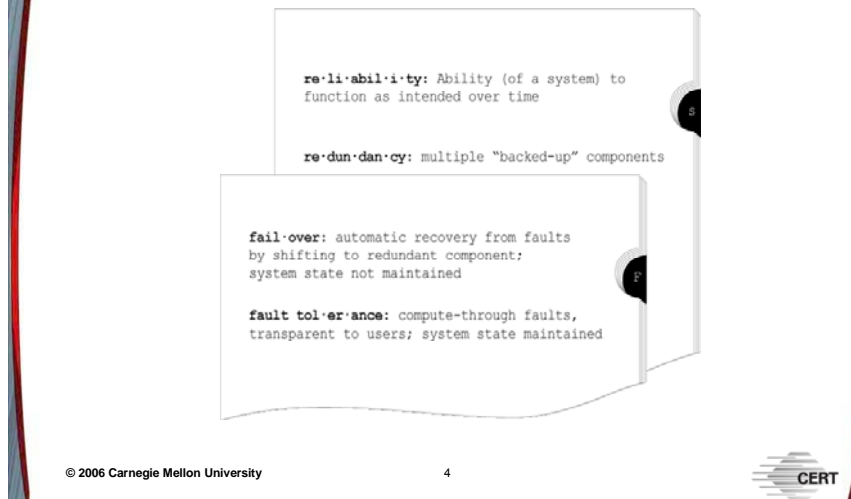 re·li·abil·i·ty: Ability (of a system) to
function as intended over time
re·dun·dan·cy: multiple "backed-up" components
fail·over: automatic recovery from faults
by shifting to redundant component;
system state not maintained
fault tol·er·ance: compute-through faults,
transparent to users; system state maintained
© 2006 Carnegie Mellon University
4
CERT